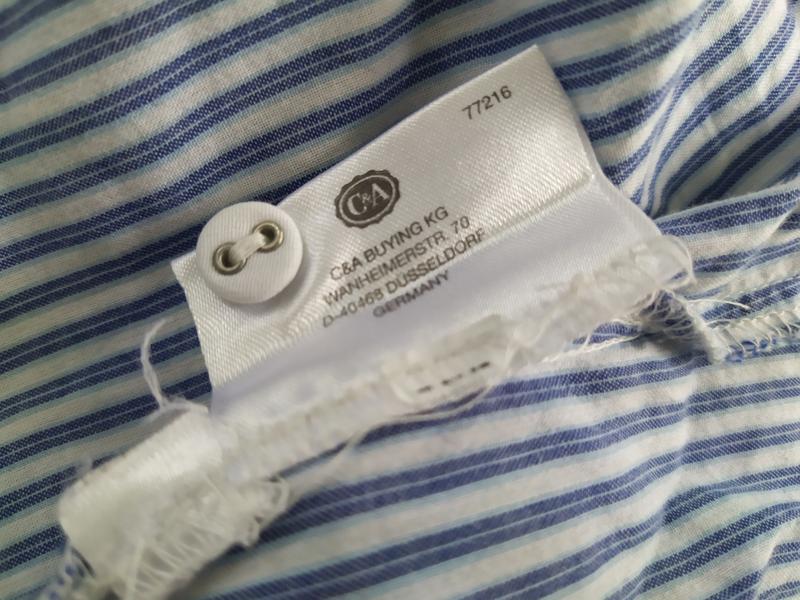 77216
C&A
C&A BUYING KG
WANHEIMERSTR. 70
D-40468 DÜSSELDORF
GERMANY